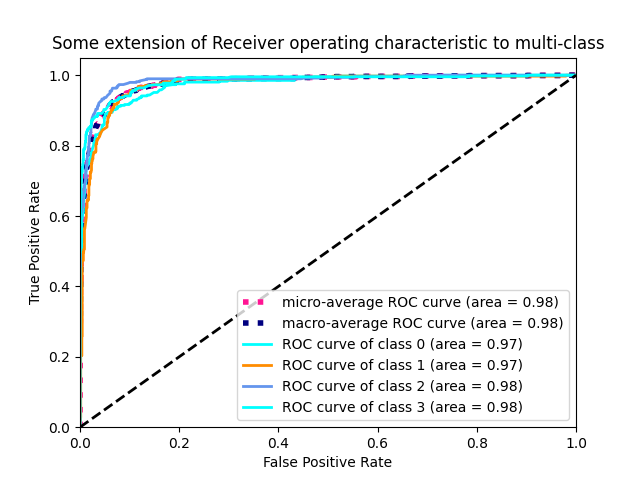 Some extension of Receiver operating characteristic to multi-class
1.0
0.8
0.6
0.4
0.2
0.0
True Positive Rate
micro-average ROC curve (area = 0.98)
macro-average ROC curve (area = 0.98)
ROC curve of class 0 (area = 0.97)
ROC curve of class 1 (area = 0.97)
ROC curve of class 2 (area = 0.98)
ROC curve of class 3 (area = 0.98)
0.0 0.2 0.4 0.6 0.8 1.0
False Positive Rate